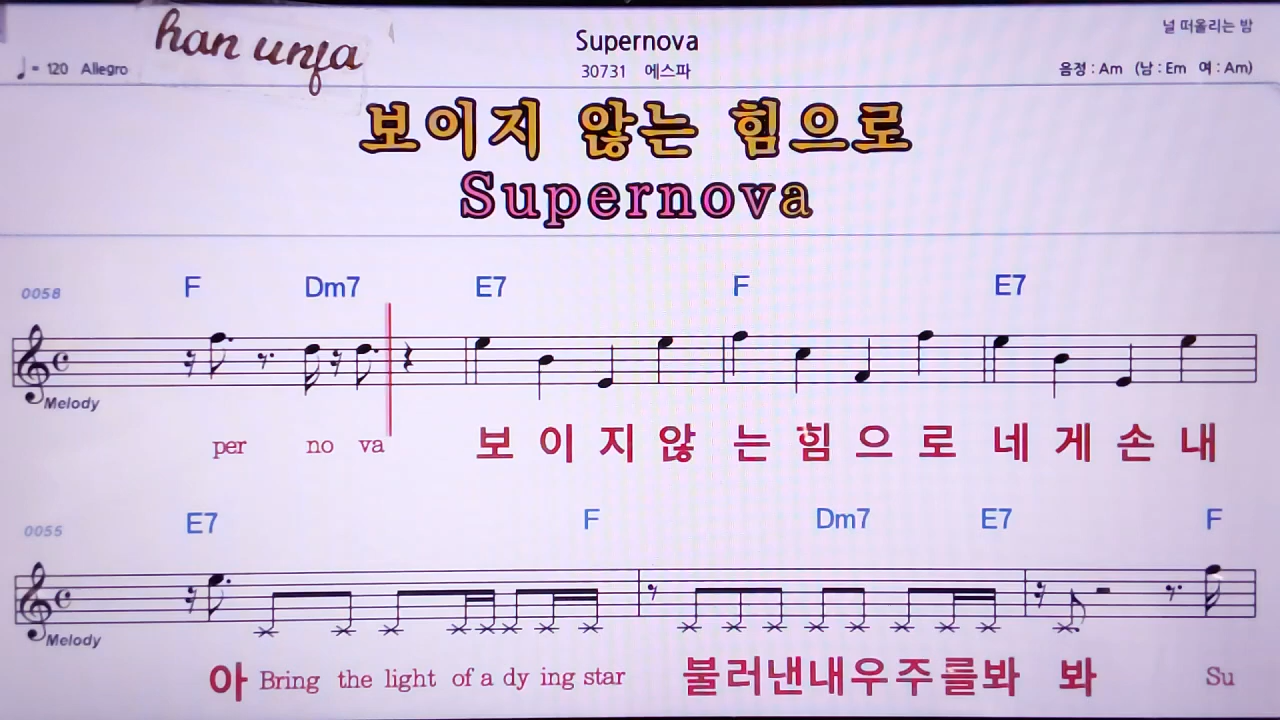 han unfa
Supernova
널 떠올리는 밤
♩= 120 Allegro
30731 에스파
음정 : Am (남 : Em 여 : Am)
보이지 않는 힘으로
Supernova
0058 F Dm7 E7 F E7
Melody
per no va 보 이 지 않 는 힘 으 로 네 게 손 내
0055 E7 F Dm7 E7 F
Melody
아 Bring the light of a dy ing star 불러낸내우주를봐 봐 Su